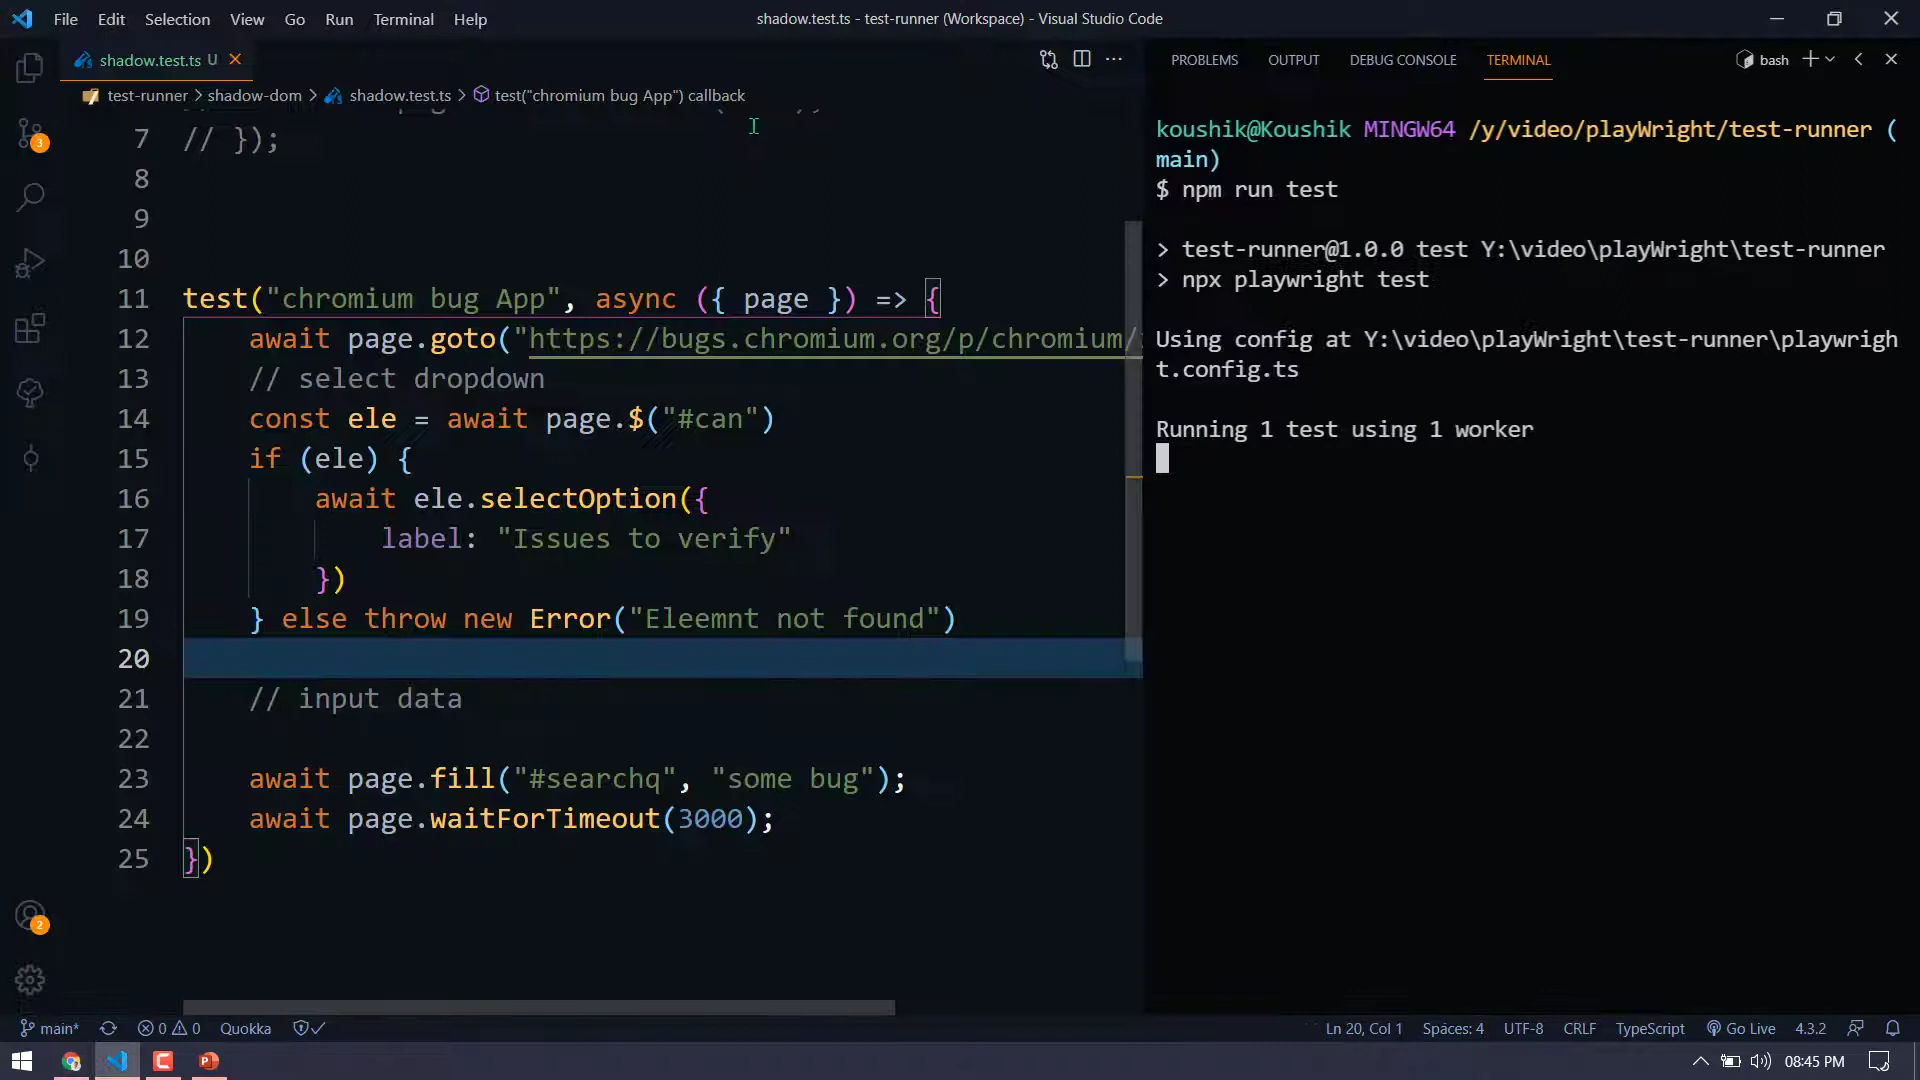 File Edit Selection View Go Run Terminal Help
shadow.test.ts - test-runner (Workspace) - Visual Studio Code
shadow.test.ts U
test-runner > shadow-dom > shadow.test.ts > test("chromium bug App") callback
7 // });
8
9
10
11 test("chromium bug App", async ({ page }) => {
12 await page.goto("https://bugs.chromium.org/p/chromium/
13 // select dropdown
14 const ele = await page.$("#can")
15 if (ele) {
16 await ele.selectOption({
17 label: "Issues to verify"
18 })
19 } else throw new Error("Eleemnt not found")
20
21 // input data
22
23 await page.fill("#searchq", "some bug");
24 await page.waitForTimeout(3000);
25 })
PROBLEMS OUTPUT DEBUG CONSOLE TERMINAL
bash
koushik@Koushik MINGW64 /y/video/playWright/test-runner (
main)
$ npm run test
> test-runner@1.0.0 test Y:\video\playWright\test-runner
> npx playwright test
Using config at Y:\video\playWright\test-runner\playwrigh
t.config.ts
Running 1 test using 1 worker
3
2
main* 0 0 Quokka
Ln 20, Col 1 Spaces: 4 UTF-8 CRLF TypeScript Go Live 4.3.2
08:45 PM